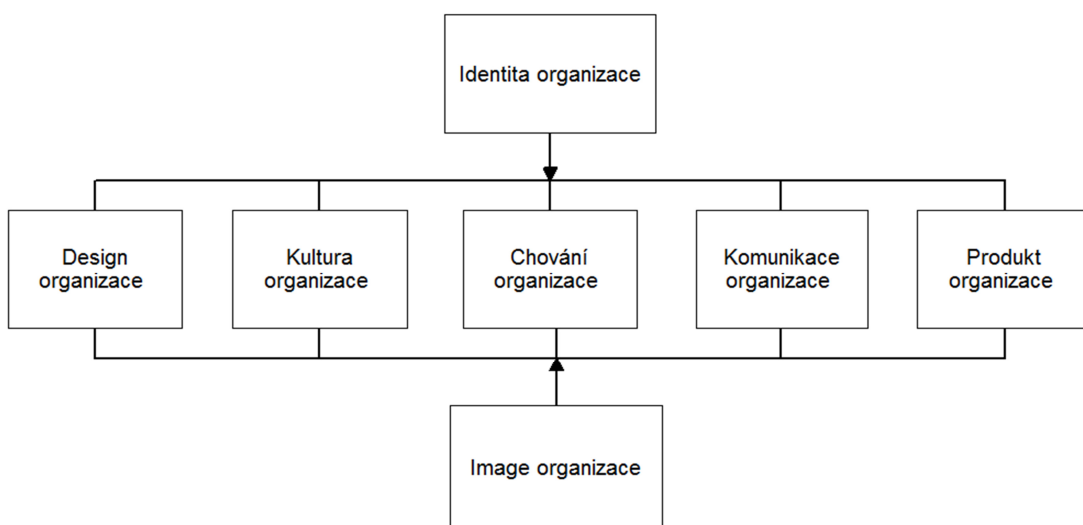 Identita organizace
Design
organizace
Kultura
organizace
Chování
organizace
Komunikace
organizace
Produkt
organizace
Image organizace